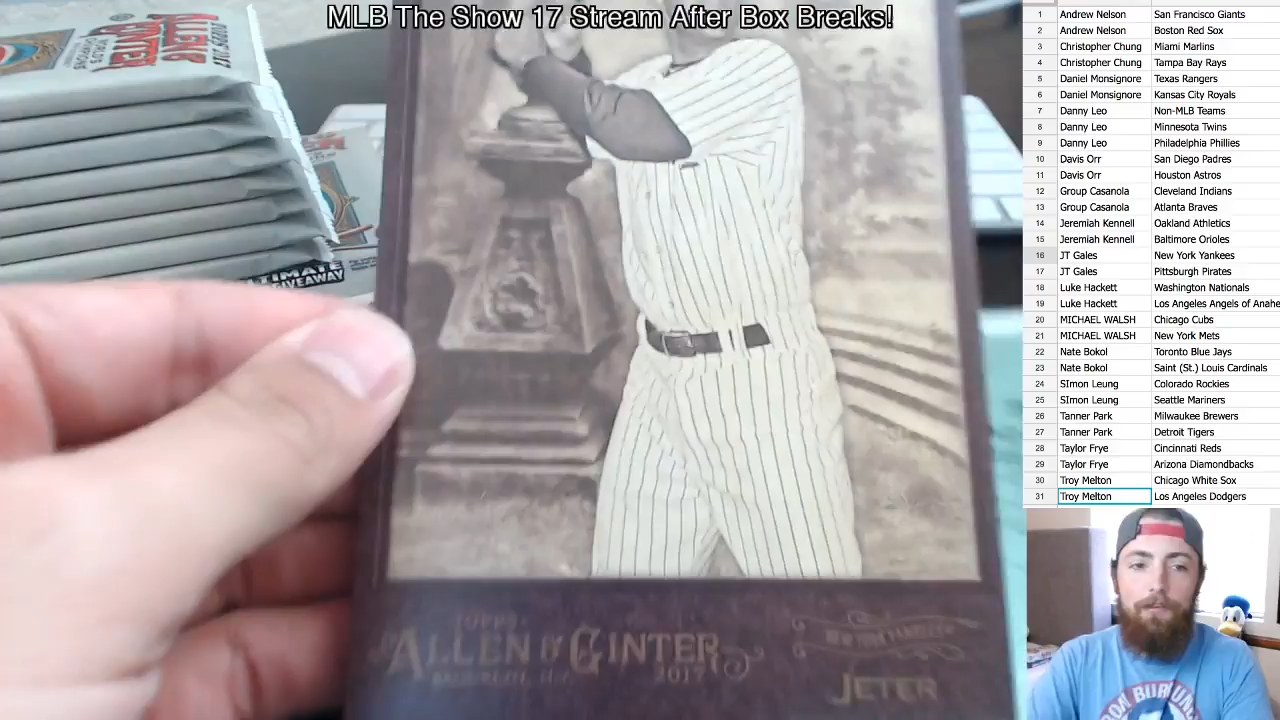 MLB The Show 17 Stream After Box Breaks!
ALLEN
GINTER
1 Andrew Nelson San Francisco Giants
2 Andrew Nelson Boston Red Sox
3 Christopher Chung Miami Marlins
4 Christopher Chung Tampa Bay Rays
5 Daniel Monsignore Texas Rangers
6 Daniel Monsignore Kansas City Royals
7 Danny Leo Non-MLB Teams
8 Danny Leo Minnesota Twins
9 Danny Leo Philadelphia Phillies
10 Davis Orr San Diego Padres
11 Davis Orr Houston Astros
12 Group Casanola Cleveland Indians
13 Group Casanola Atlanta Braves
14 Jeremiah Kennell Oakland Athletics
15 Jeremiah Kennell Baltimore Orioles
16 JT Gales New York Yankees
17 JT Gales Pittsburgh Pirates
18 Luke Hackett Washington Nationals
19 Luke Hackett Los Angeles Angels of Anahe
20 MICHAEL WALSH Chicago Cubs
21 MICHAEL WALSH New York Mets
22 Nate Bokol Toronto Blue Jays
23 Nate Bokol Saint (St.) Louis Cardinals
24 SImon Leung Colorado Rockies
25 SImon Leung Seattle Mariners
26 Tanner Park Milwaukee Brewers
27 Tanner Park Detroit Tigers
28 Taylor Frye Cincinnati Reds
29 Taylor Frye Arizona Diamondbacks
30 Troy Melton Chicago White Sox
31 Troy Melton Los Angeles Dodgers
ULTIMATE
GIVEAWAY
TOPPS
ALLEN & GINTER
2017
NEW YORK YANKEES
JETER